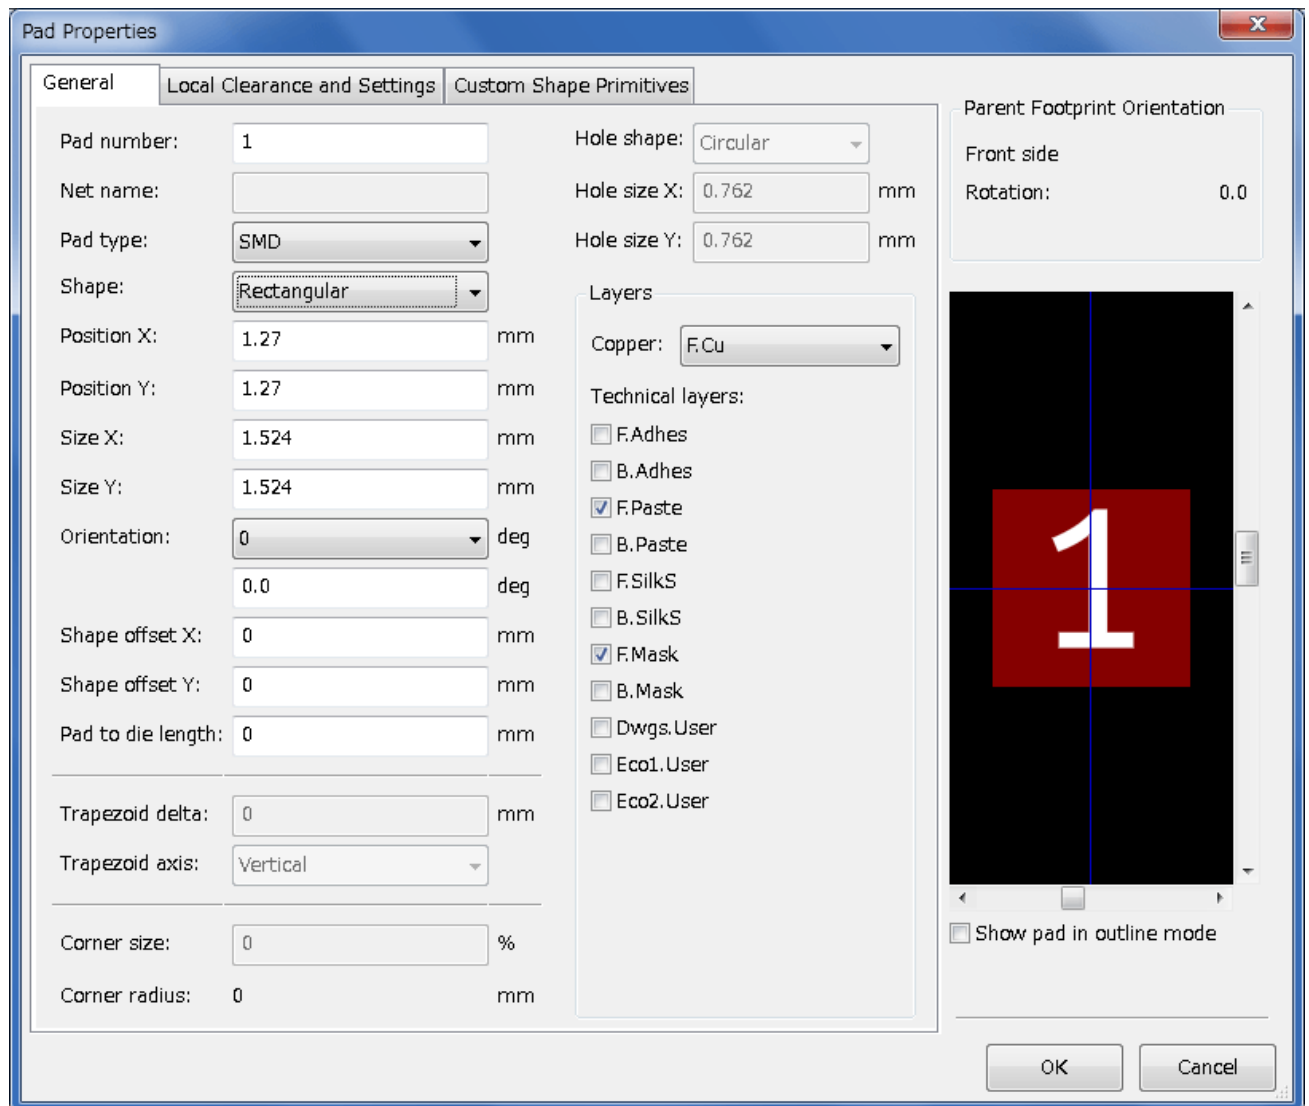 Pad Properties
General
Local Clearance and Settings
Custom Shape Primitives
Pad number: 1
Net name:
Pad type: SMD
Shape: Rectangular
Position X: 1.27 mm
Position Y: 1.27 mm
Size X: 1.524 mm
Size Y: 1.524 mm
Orientation: 0 deg
0.0 deg
Shape offset X: 0 mm
Shape offset Y: 0 mm
Pad to die length: 0 mm
Trapezoid delta: 0 mm
Trapezoid axis: Vertical
Corner size: 0 %
Corner radius: 0 mm
Hole shape: Circular
Hole size X: 0.762 mm
Hole size Y: 0.762 mm
Layers
Copper: F.Cu
Technical layers:
F.Adhes
B.Adhes
F.Paste
B.Paste
F.SilkS
B.SilkS
F.Mask
B.Mask
Dwgs.User
Eco1.User
Eco2.User
Parent Footprint Orientation
Front side
Rotation: 0.0
1
Show pad in outline mode
OK
Cancel